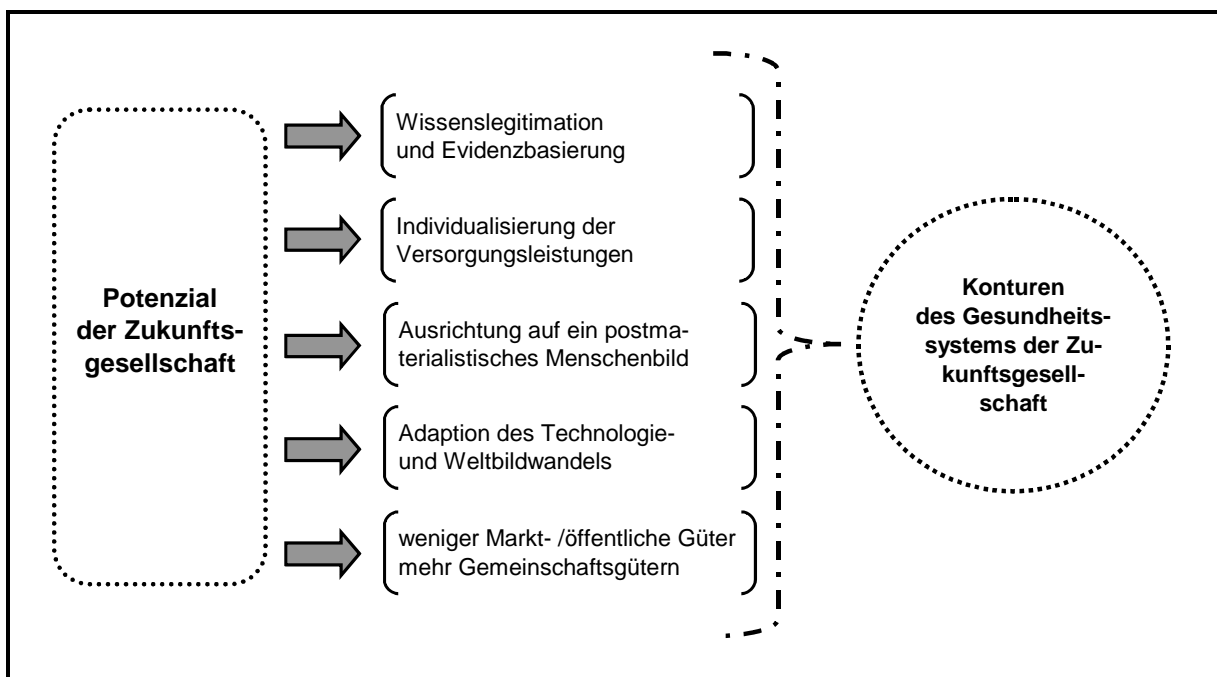 Potenzial
der Zukunfts-
gesellschaft
Wissenslegitimation
und Evidenzbasierung
Individualisierung der
Versorgungsleistungen
Ausrichtung auf ein postma-
terialistisches Menschenbild
Adaption des Technologie-
und Weltbildwandels
weniger Markt- /öffentliche Güter
mehr Gemeinschaftsgütern
Konturen
des Gesundheits-
systems der Zu-
kunftsgesell-
schaft